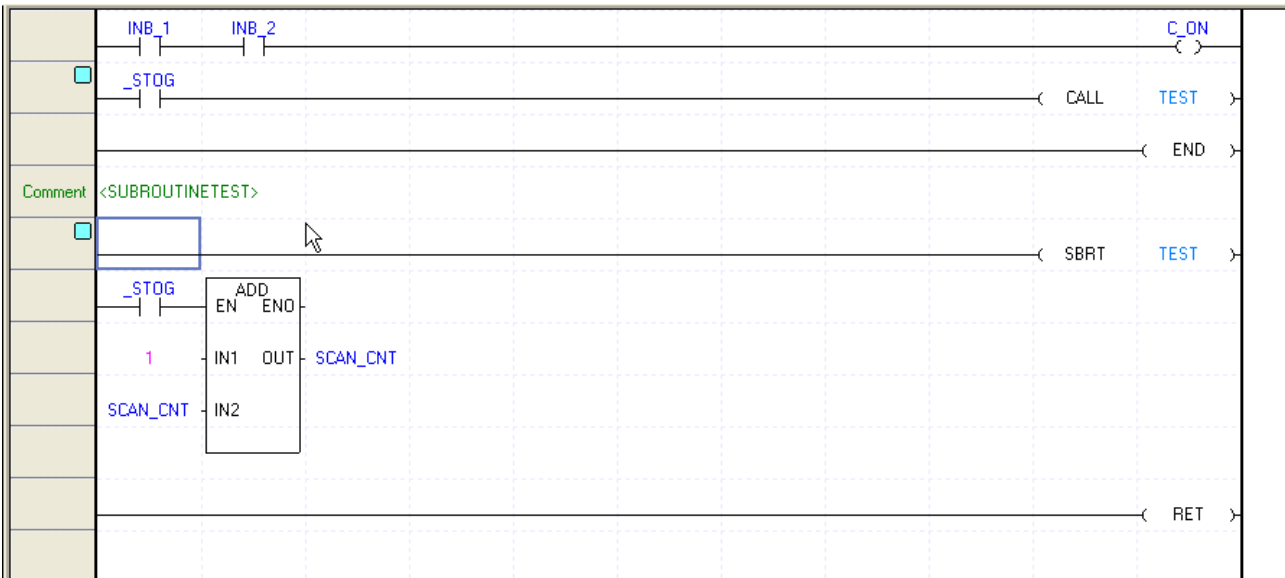 INB_1 INB_2 C_ON
_STOG
CALL TEST
END
Comment <SUBROUTINETEST>
SBRT TEST
_STOG ADD
EN ENO
1 IN1 OUT SCAN_CNT
SCAN_CNT IN2
RET